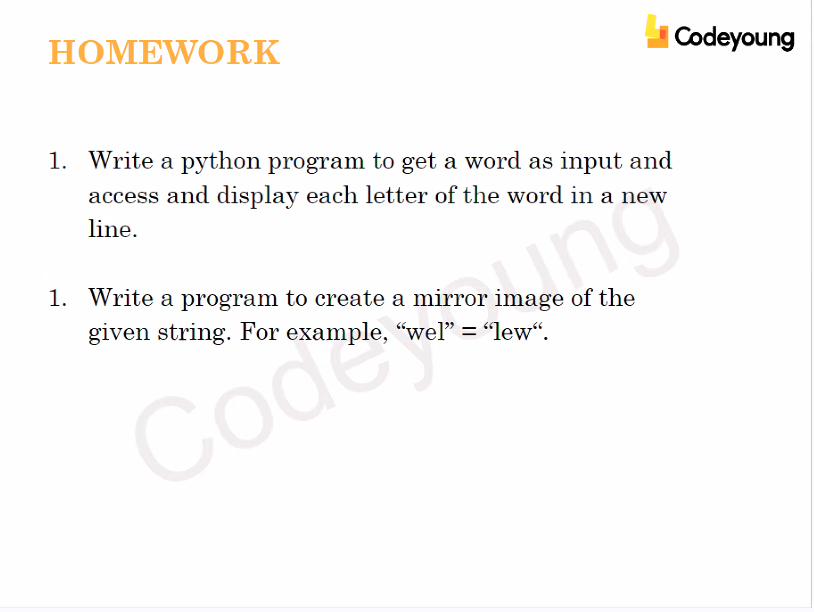 HOMEWORK
Codeyoung
1. Write a python program to get a word as input and
access and display each letter of the word in a new
line.
1. Write a program to create a mirror image of the
given string. For example, “wel” = “lew“.
Codeyoung